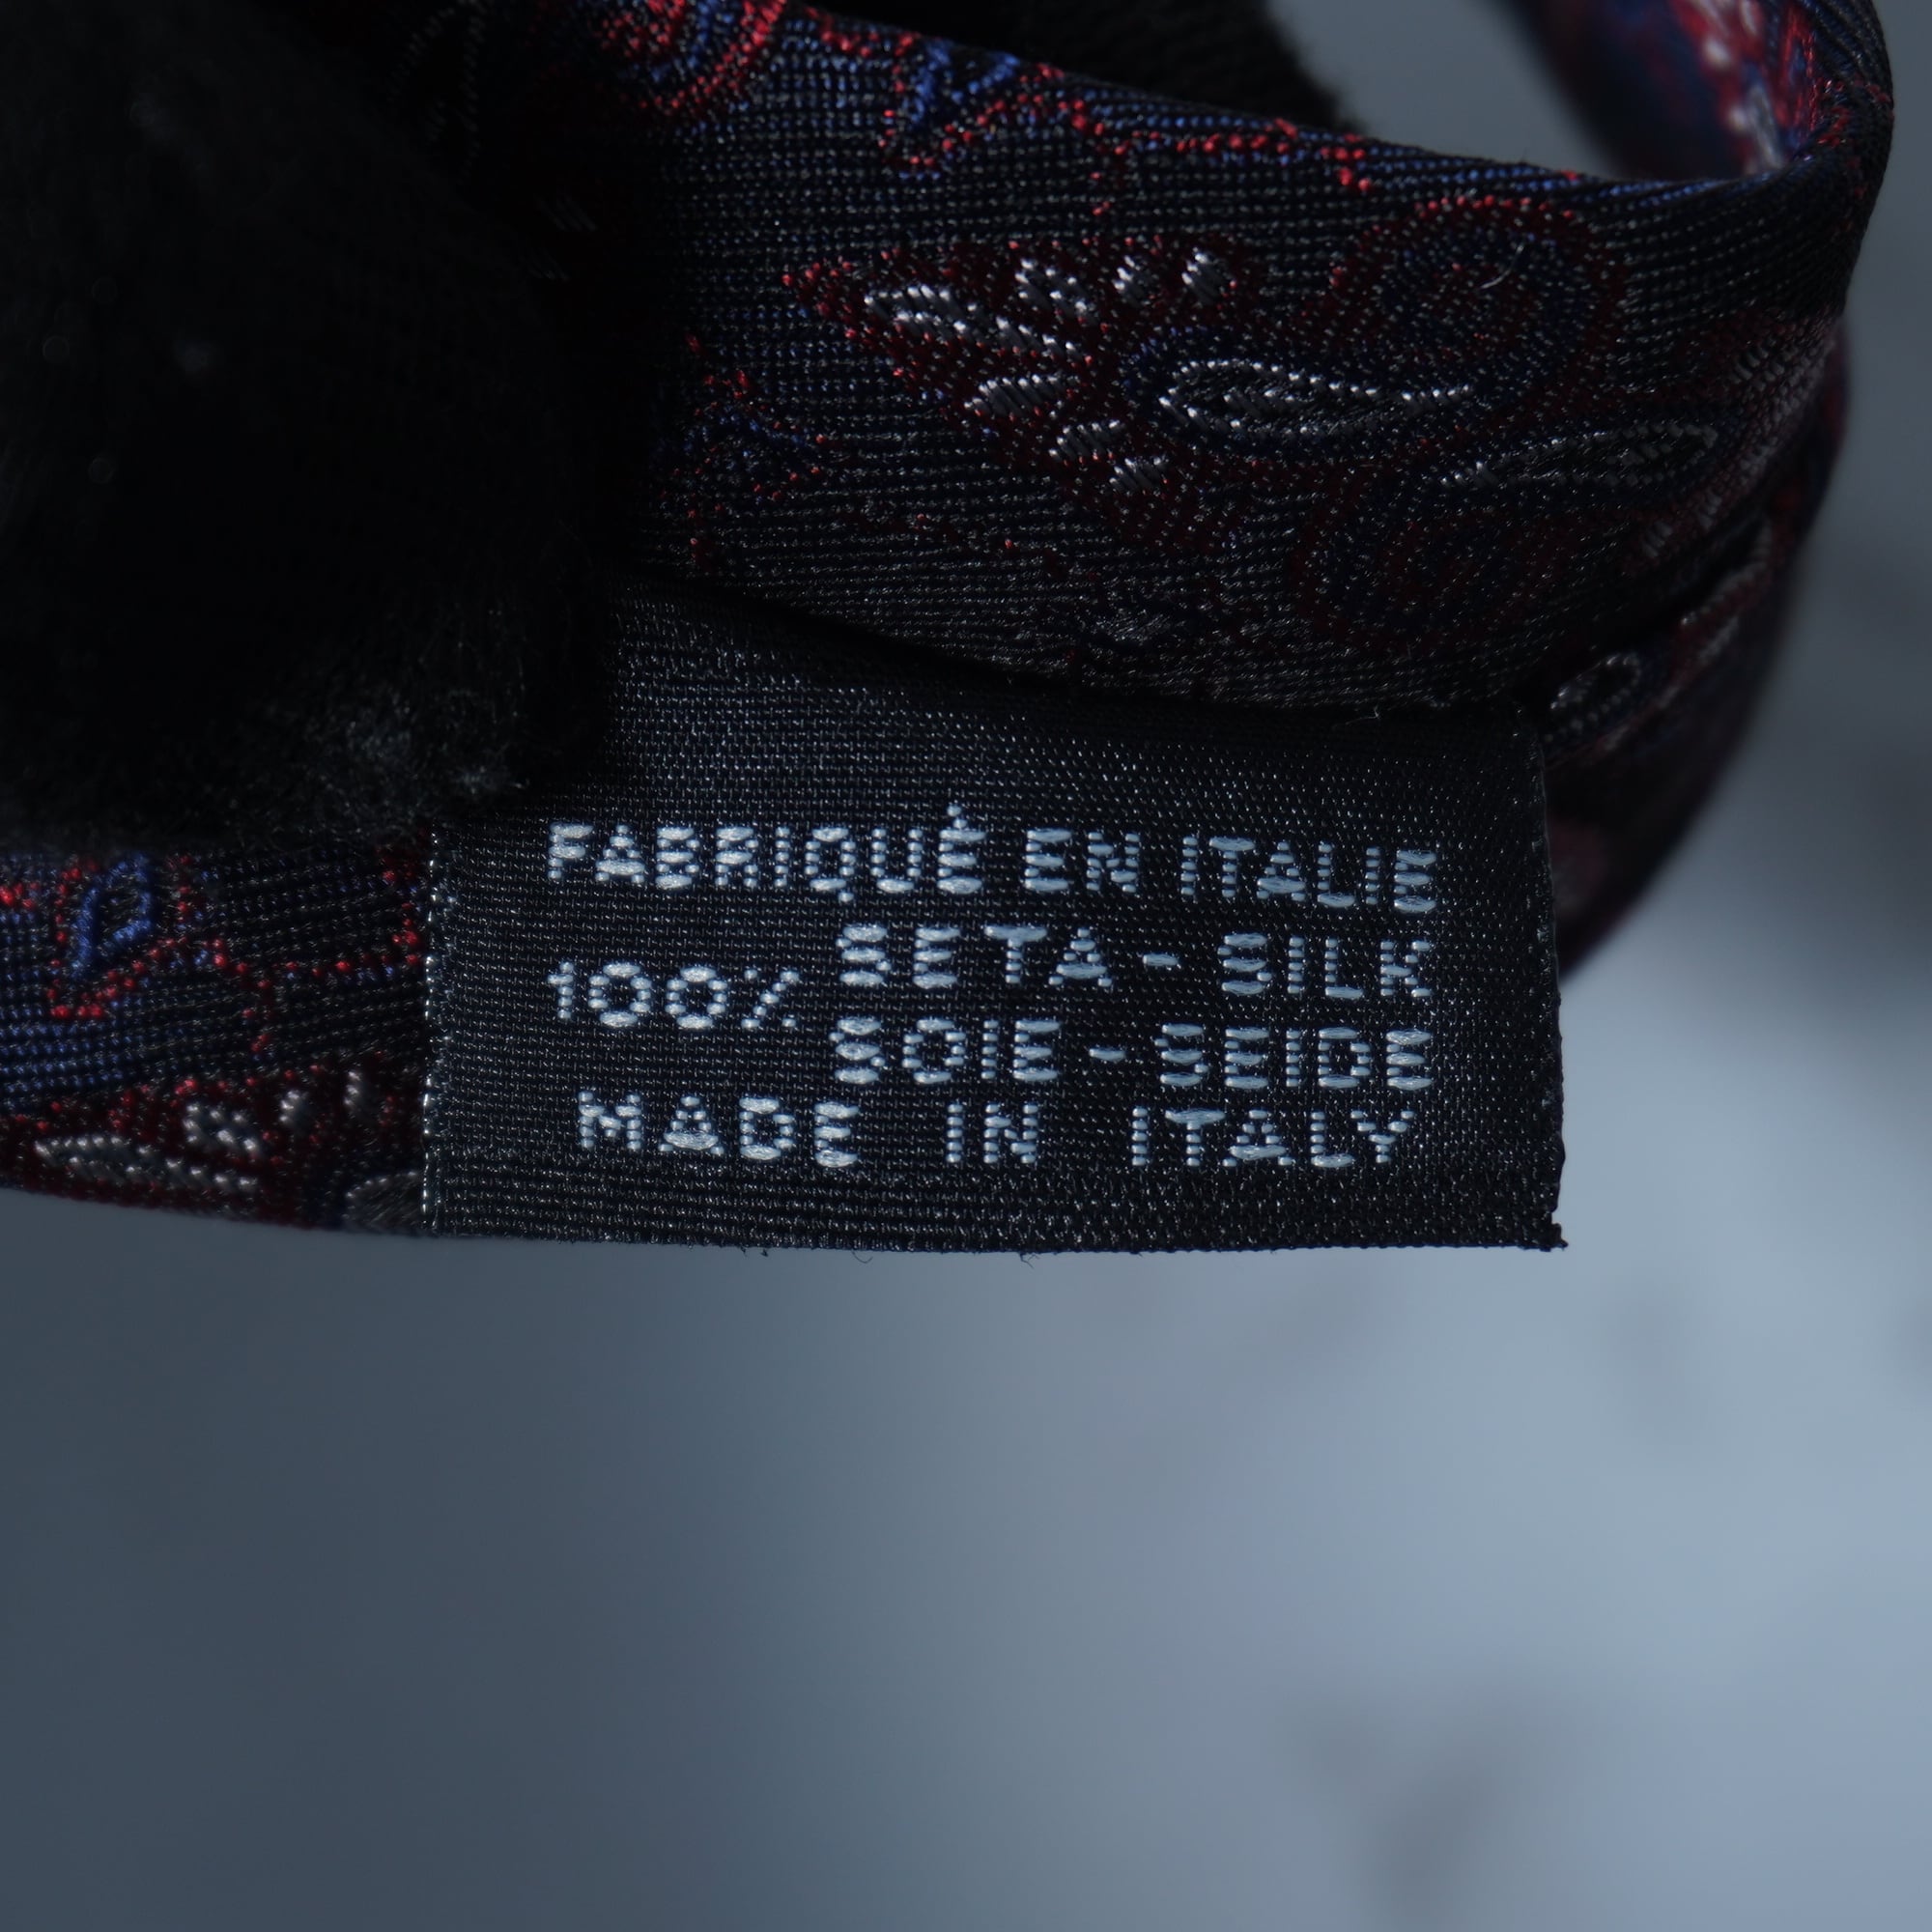 FABRIQUÉ EN ITALIE
100% SETA - SILK
SOIE - SEIDE
MADE IN ITALY